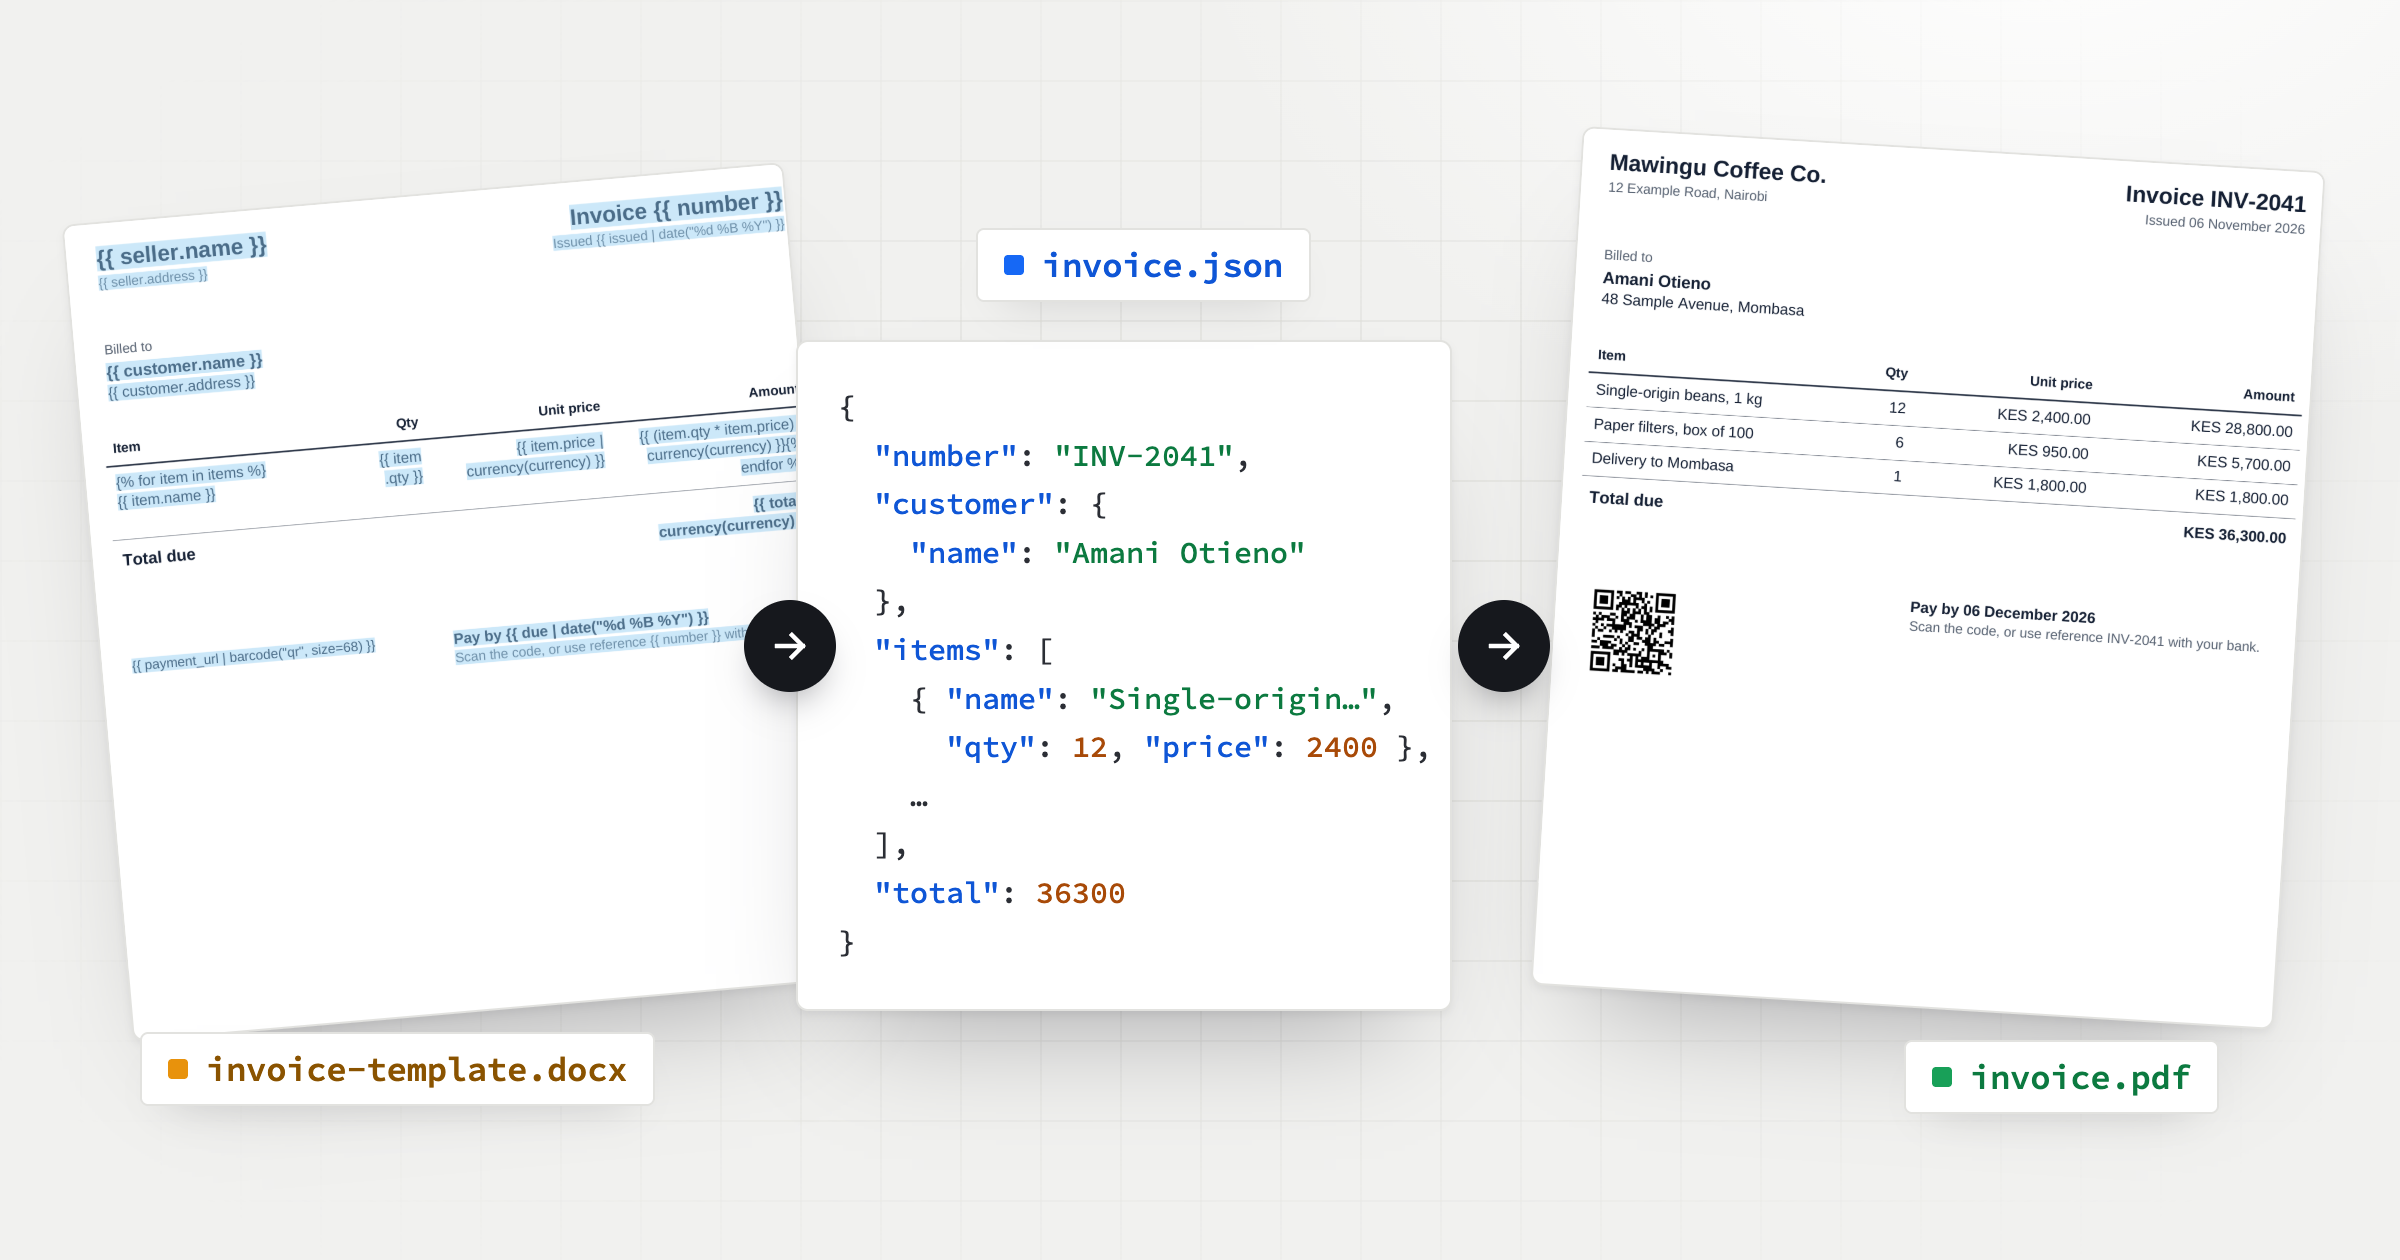 {{ seller.name }}
{{ seller.address }}
Invoice {{ number }}
Issued {{ issued | date("%d %B %Y") }}
Billed to
{{ customer.name }}
{{ customer.address }}
Item Qty Unit price Amount
{% for item in items %}
{{ item.name }}
{{ item
.qty }}
{{ item.price |
currency(currency) }}
{{ (item.qty * item.price)
currency(currency) }}{%
endfor %
Total due
{{ total
currency(currency)
{{ payment_url | barcode("qr", size=68) }}
Pay by {{ due | date("%d %B %Y") }}
Scan the code, or use reference {{ number }} with
invoice-template.docx
invoice.json
{
"number": "INV-2041",
"customer": {
"name": "Amani Otieno"
},
"items": [
{ "name": "Single-origin…",
"qty": 12, "price": 2400 },
…
],
"total": 36300
}
Mawingu Coffee Co.
12 Example Road, Nairobi
Invoice INV-2041
Issued 06 November 2026
Billed to
Amani Otieno
48 Sample Avenue, Mombasa
Item Qty Unit price Amount
Single-origin beans, 1 kg 12 KES 2,400.00 KES 28,800.00
Paper filters, box of 100 6 KES 950.00 KES 5,700.00
Delivery to Mombasa 1 KES 1,800.00 KES 1,800.00
Total due KES 36,300.00
Pay by 06 December 2026
Scan the code, or use reference INV-2041 with your bank.
invoice.pdf